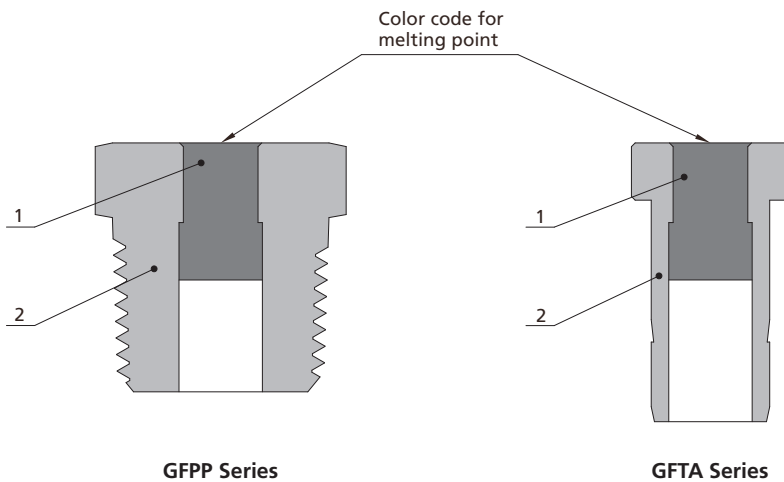 Color code for
melting point
1
1
2
2
GFPP Series
GFTA Series